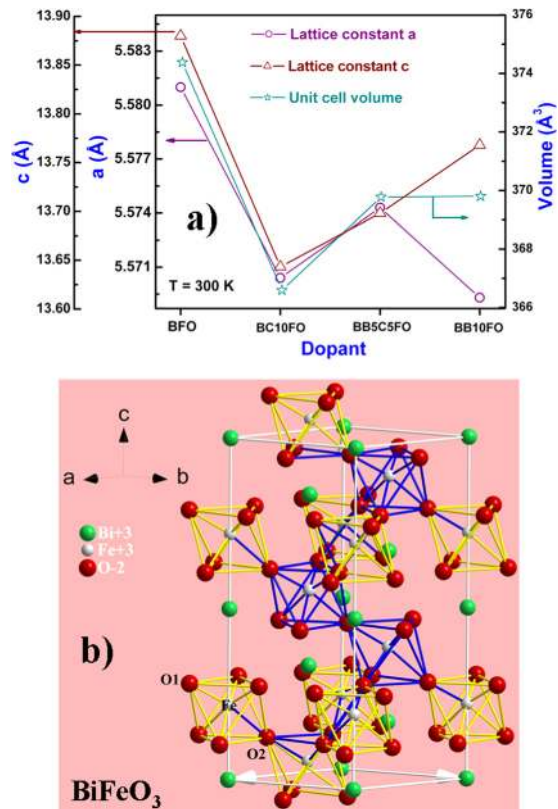 c (Å)
13.90
13.85
13.80
13.75
13.70
13.65
13.60
a (Å)
5.583
5.580
5.577
5.574
5.571
Lattice constant a
Lattice constant c
Unit cell volume
a)
T = 300 K
376
374
372
370
368
366
Volume (Å³)
BFO
BC10FO
BB5C5FO
BB10FO
Dopant
c
a
b
Bi+3
Fe+3
O-2
b)
O1
Fe
O2
BiFeO₃